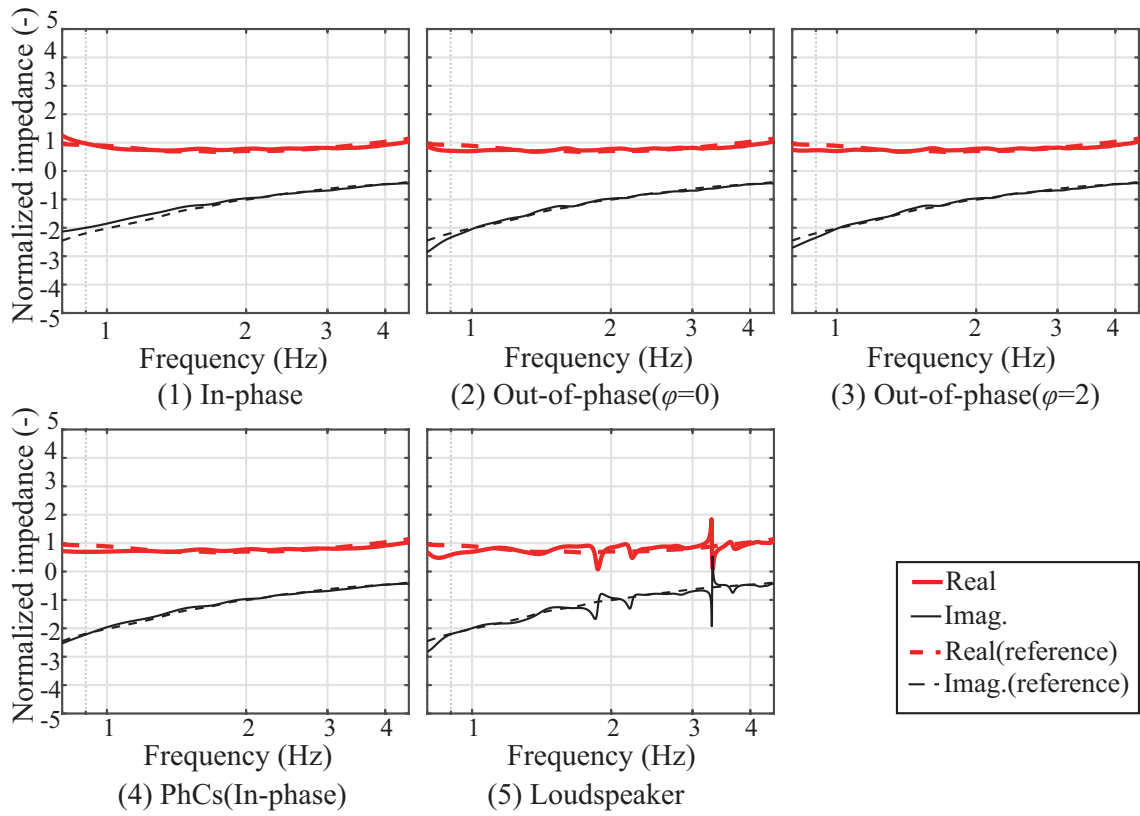 Normalized impedance (-)
5
4
3
2
1
0
-1
-2
-3
-4
-5
1 2 3 4
1 2 3 4
1 2 3 4
Frequency (Hz)
Frequency (Hz)
Frequency (Hz)
(1) In-phase
(2) Out-of-phase(φ=0)
(3) Out-of-phase(φ=2)
Normalized impedance (-)
5
4
3
2
1
0
-1
-2
-3
-4
-5
1 2 3 4
1 2 3 4
Frequency (Hz)
Frequency (Hz)
(4) PhCs(In-phase)
(5) Loudspeaker
Real
Imag.
Real(reference)
Imag.(reference)